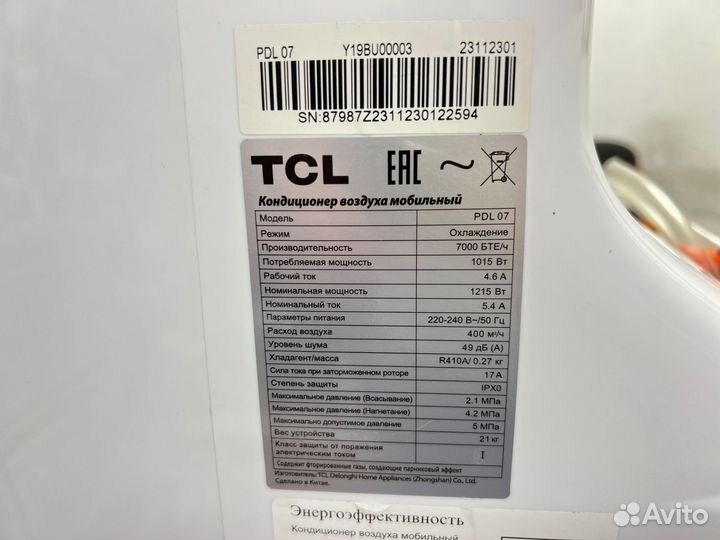 PDL 07 Y19BU00003 23112301
SN:87987Z2311230122594
TCL EAC
Кондиционер воздуха мобильный
Модель PDL 07
Режим Охлаждение
Производительность 7000 БТЕ/ч
Потребляемая мощность 1015 Вт
Рабочий ток 4.6 А
Номинальная мощность 1215 Вт
Номинальный ток 5.4 А
Параметры питания 220-240 В~/50 Гц
Расход воздуха 400 м³/ч
Уровень шума 49 дБ (А)
Хладагент/масса R410A/ 0.27 кг
Сила тока при заторможенном роторе 17 А
Степень защиты IPX0
Максимальное давление (Всасывание) 2.1 МПа
Максимальное давление (Нагнетание) 4.2 МПа
Максимально допустимое давление 5 МПа
Вес устройства 21 кг
Класс защиты от поражения
электрическим током I
Содержит фторированные газы, создающие парниковый эффект
Изготовитель: TCL Delonghi Home Appliances (Zhongshan) Co., Ltd.
Сделано в Китае.
Энергоэффективность
Кондиционер воздуха мобильный
Avito